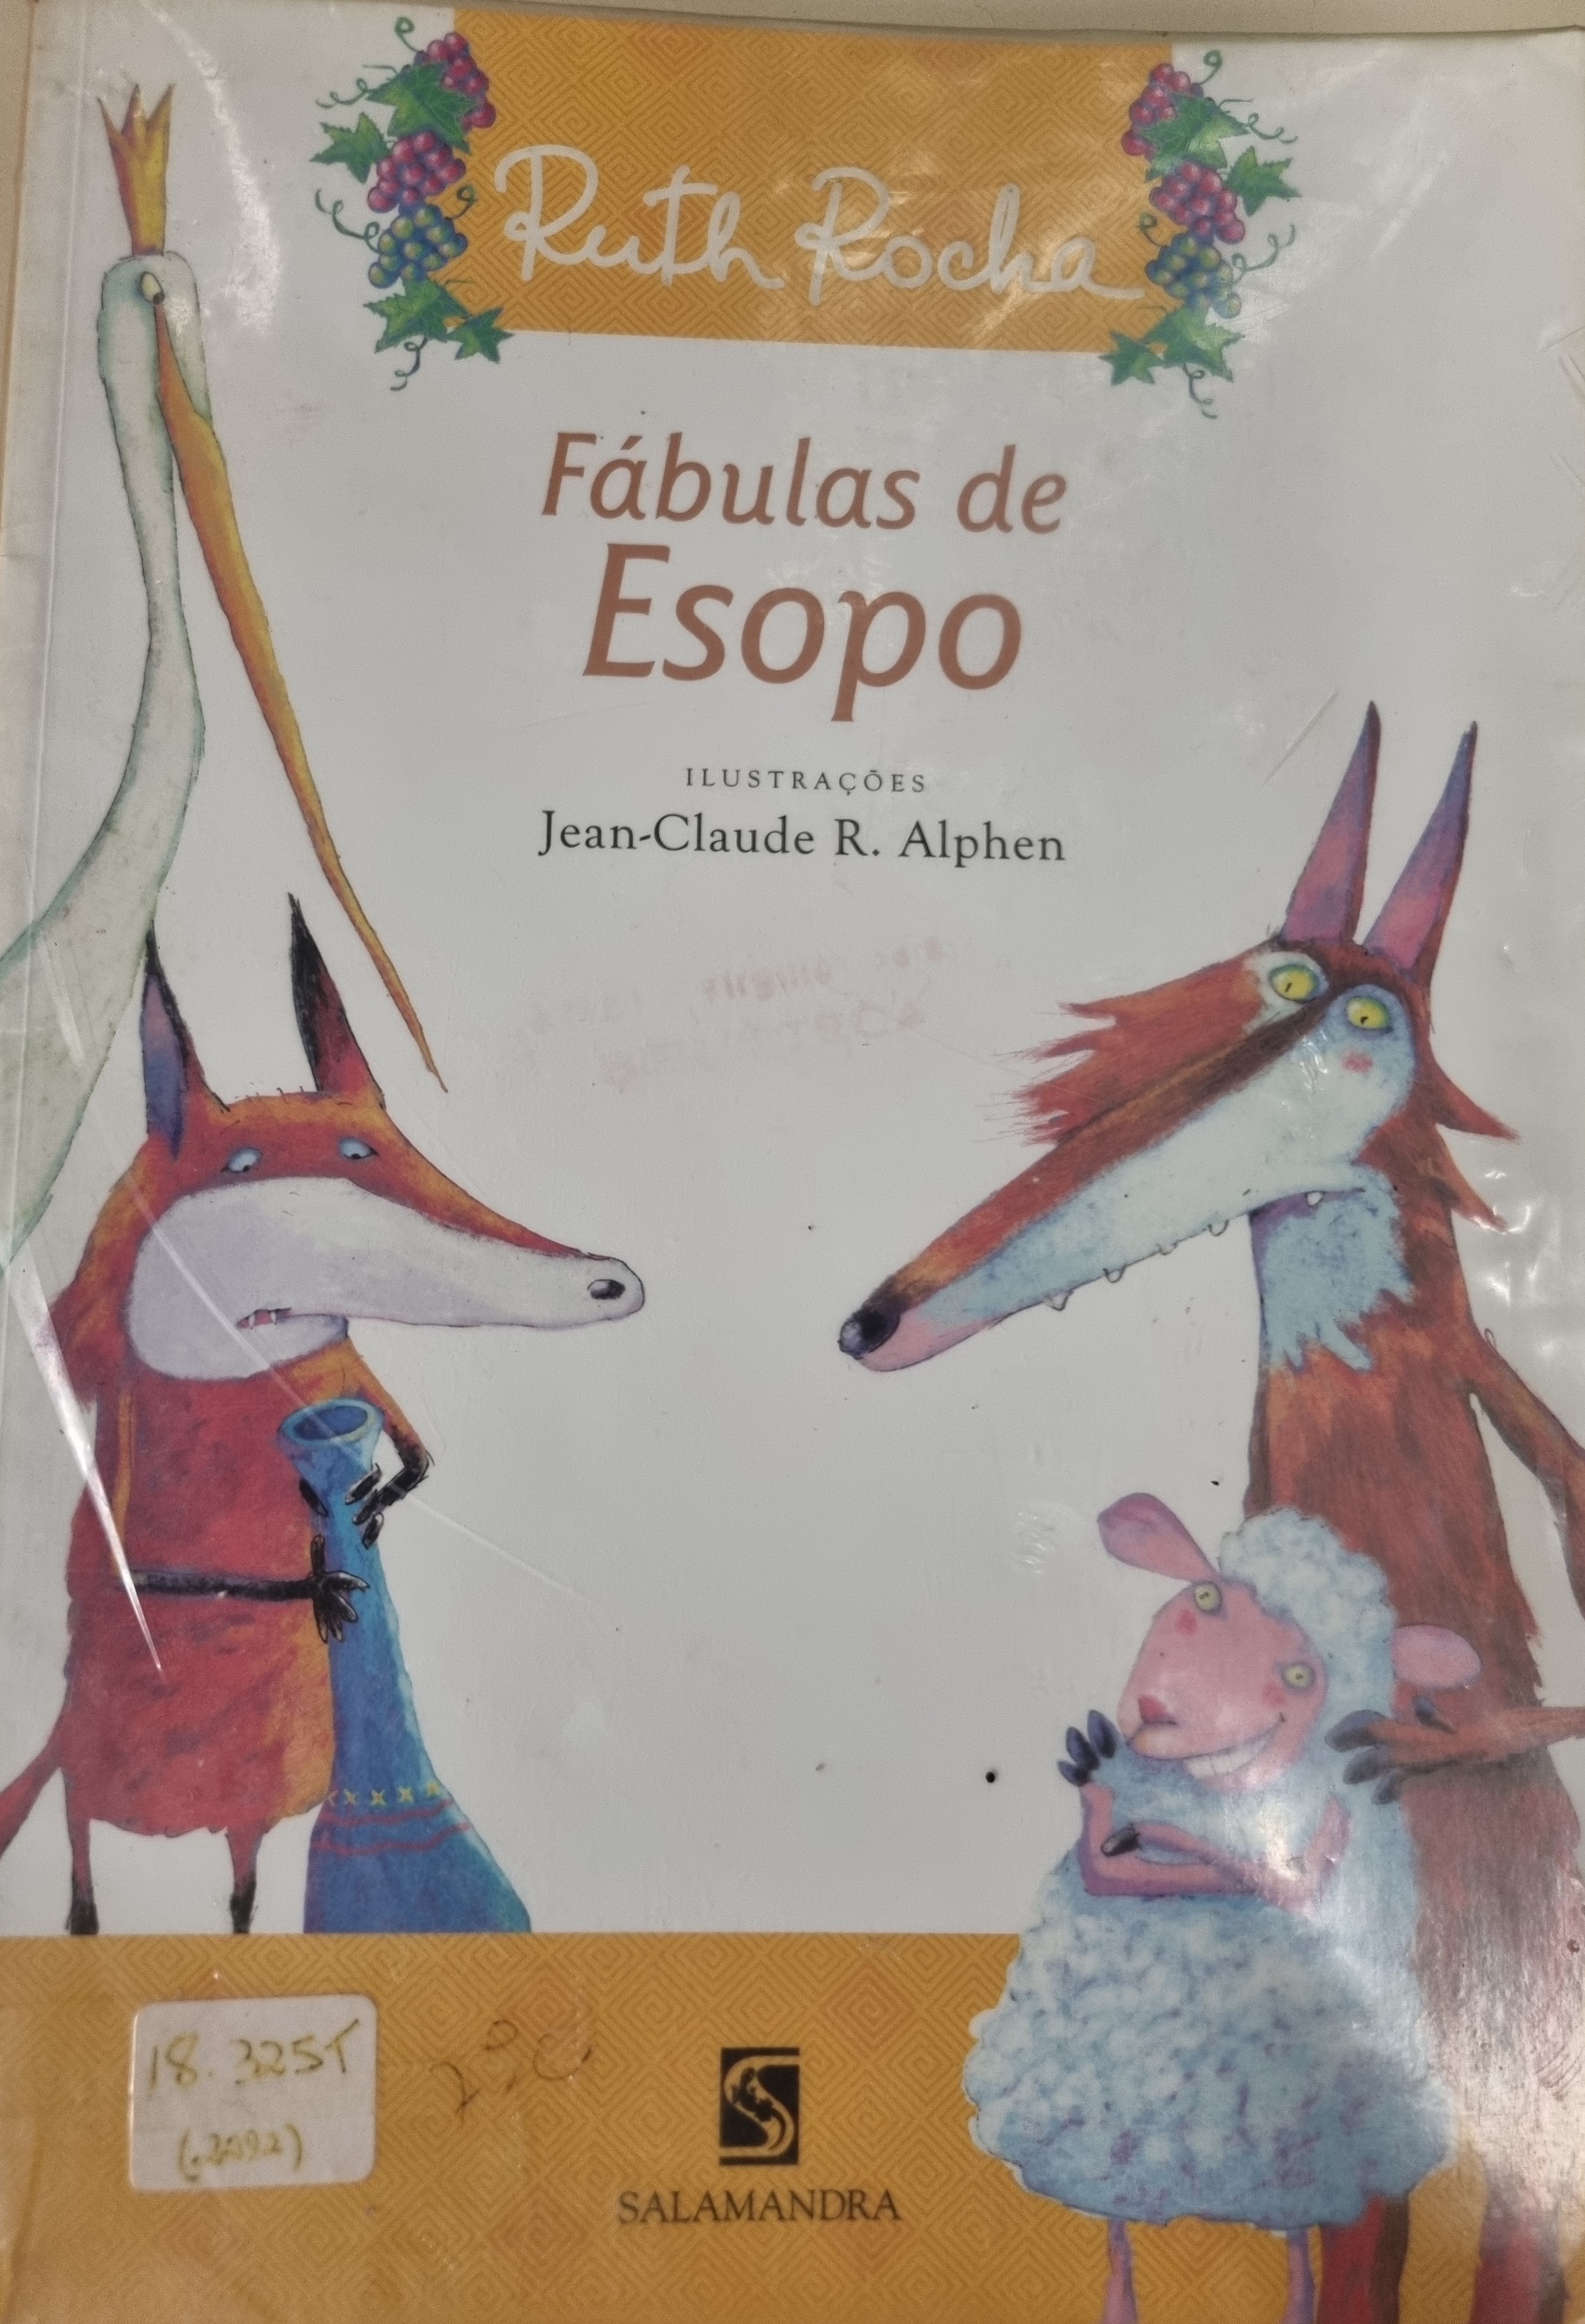 Ruth Rocha
Fábulas de
Esopo
ILUSTRAÇÕES
Jean-Claude R. Alphen
18.325T
SALAMANDRA